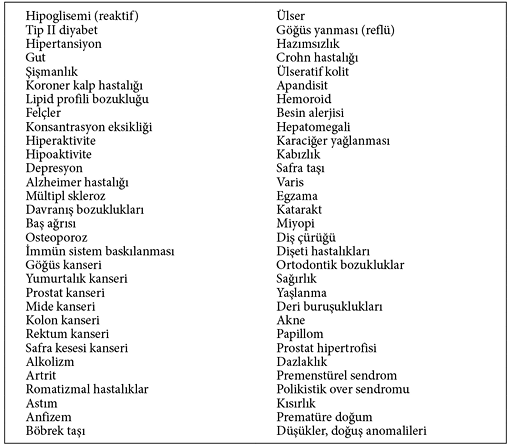 Hipoglisemi (reaktif)
Tip II diyabet
Hipertansiyon
Gut
Şişmanlık
Koroner kalp hastalığı
Lipid profili bozukluğu
Felçler
Konsantrasyon eksikliği
Hiperaktivite
Hipoaktivite
Depresyon
Alzheimer hastalığı
Mültipl skleroz
Davranış bozuklukları
Baş ağrısı
Osteoporoz
İmmün sistem baskılanması
Göğüs kanseri
Yumurtalık kanseri
Prostat kanseri
Mide kanseri
Kolon kanseri
Rektum kanseri
Safra kesesi kanseri
Alkolizm
Artrit
Romatizmal hastalıklar
Astım
Anfizem
Böbrek taşı
Ülser
Göğüs yanması (reflü)
Hazımsızlık
Crohn hastalığı
Ülseratif kolit
Apandisit
Hemoroid
Besin alerjisi
Hepatomegali
Karaciğer yağlanması
Kabızlık
Safra taşı
Varis
Egzama
Katarakt
Miyopi
Diş çürüğü
Dişeti hastalıkları
Ortodontik bozukluklar
Sağırlık
Yaşlanma
Deri buruşuklukları
Akne
Papillom
Prostat hipertrofisi
Dazlaklık
Premenstürel sendrom
Polikistik over sendromu
Kısırlık
Prematüre doğum
Düşükler, doğuş anomalileri